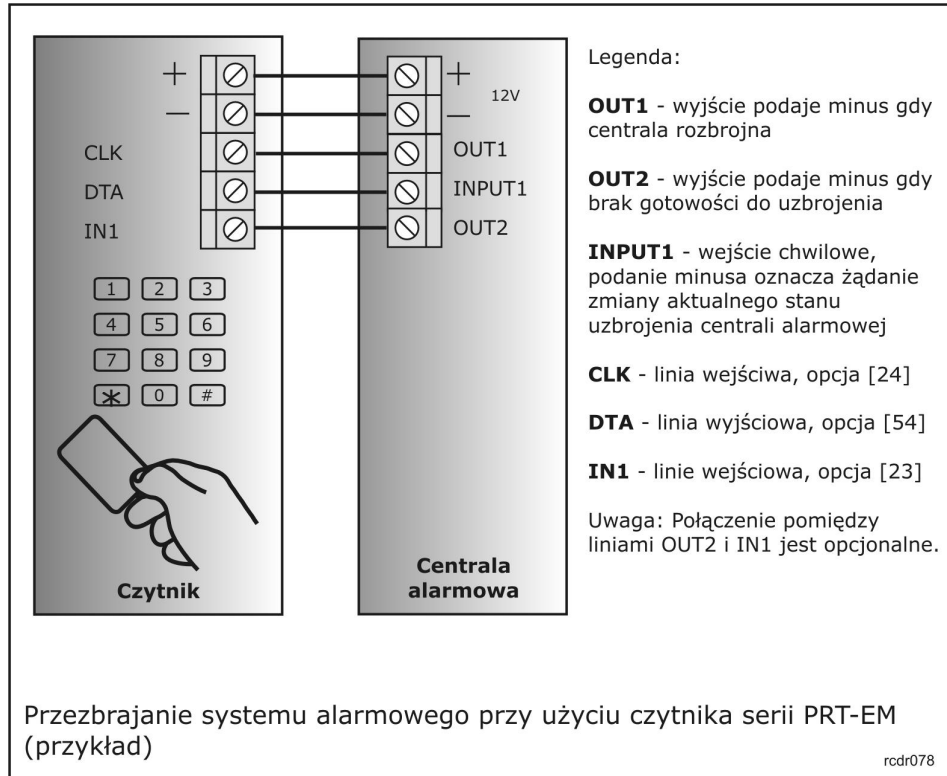 +
−
CLK
DTA
IN1
1 2 3
4 5 6
7 8 9
* 0 #
Czytnik
+
12V
−
OUT1
INPUT1
OUT2
Centrala
alarmowa
Legenda:
OUT1 - wyjście podaje minus gdy
centrala rozbrojna
OUT2 - wyjście podaje minus gdy
brak gotowości do uzbrojenia
INPUT1 - wejście chwilowe,
podanie minusa oznacza żądanie
zmiany aktualnego stanu
uzbrojenia centrali alarmowej
CLK - linia wejściwa, opcja [24]
DTA - linia wyjściowa, opcja [54]
IN1 - linie wejściowa, opcja [23]
Uwaga: Połączenie pomiędzy
liniami OUT2 i IN1 jest opcjonalne.
Przezbrajanie systemu alarmowego przy użyciu czytnika serii PRT-EM
(przykład)
rcdr078